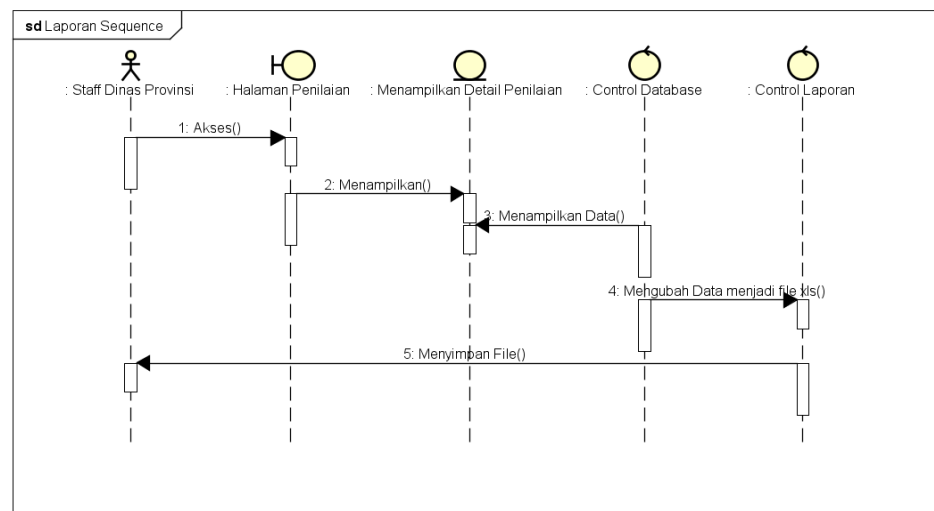 sd Laporan Sequence
: Staff Dinas Provinsi
: Halaman Penilaian
: Menampilkan Detail Penilaian
: Control Database
: Control Laporan
1: Akses()
2: Menampilkan()
3: Menampilkan Data()
4: Mengubah Data menjadi file xls()
5: Menyimpan File()